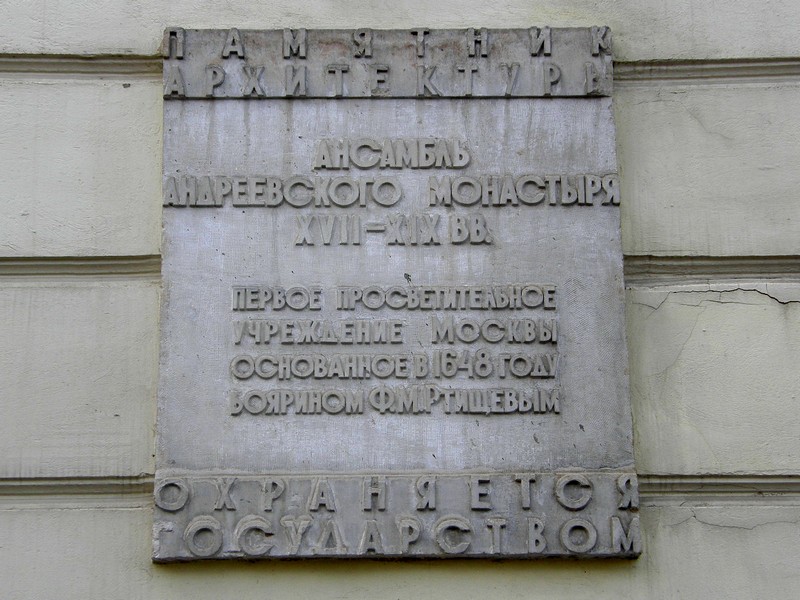 ПАМЯТНИК
АРХИТЕКТУРЫ
АНСАМБЛЬ
АНДРЕЕВСКОГО МОНАСТЫРЯ
XVII-XIX ВВ.
ПЕРВОЕ ПРОСВЕТИТЕЛЬНОЕ
УЧРЕЖДЕНИЕ МОСКВЫ
ОСНОВАННОЕ В 1648 ГОДУ
БОЯРИНОМ Ф.М.РТИЩЕВЫМ
ОХРАНЯЕТСЯ
ГОСУДАРСТВОМ